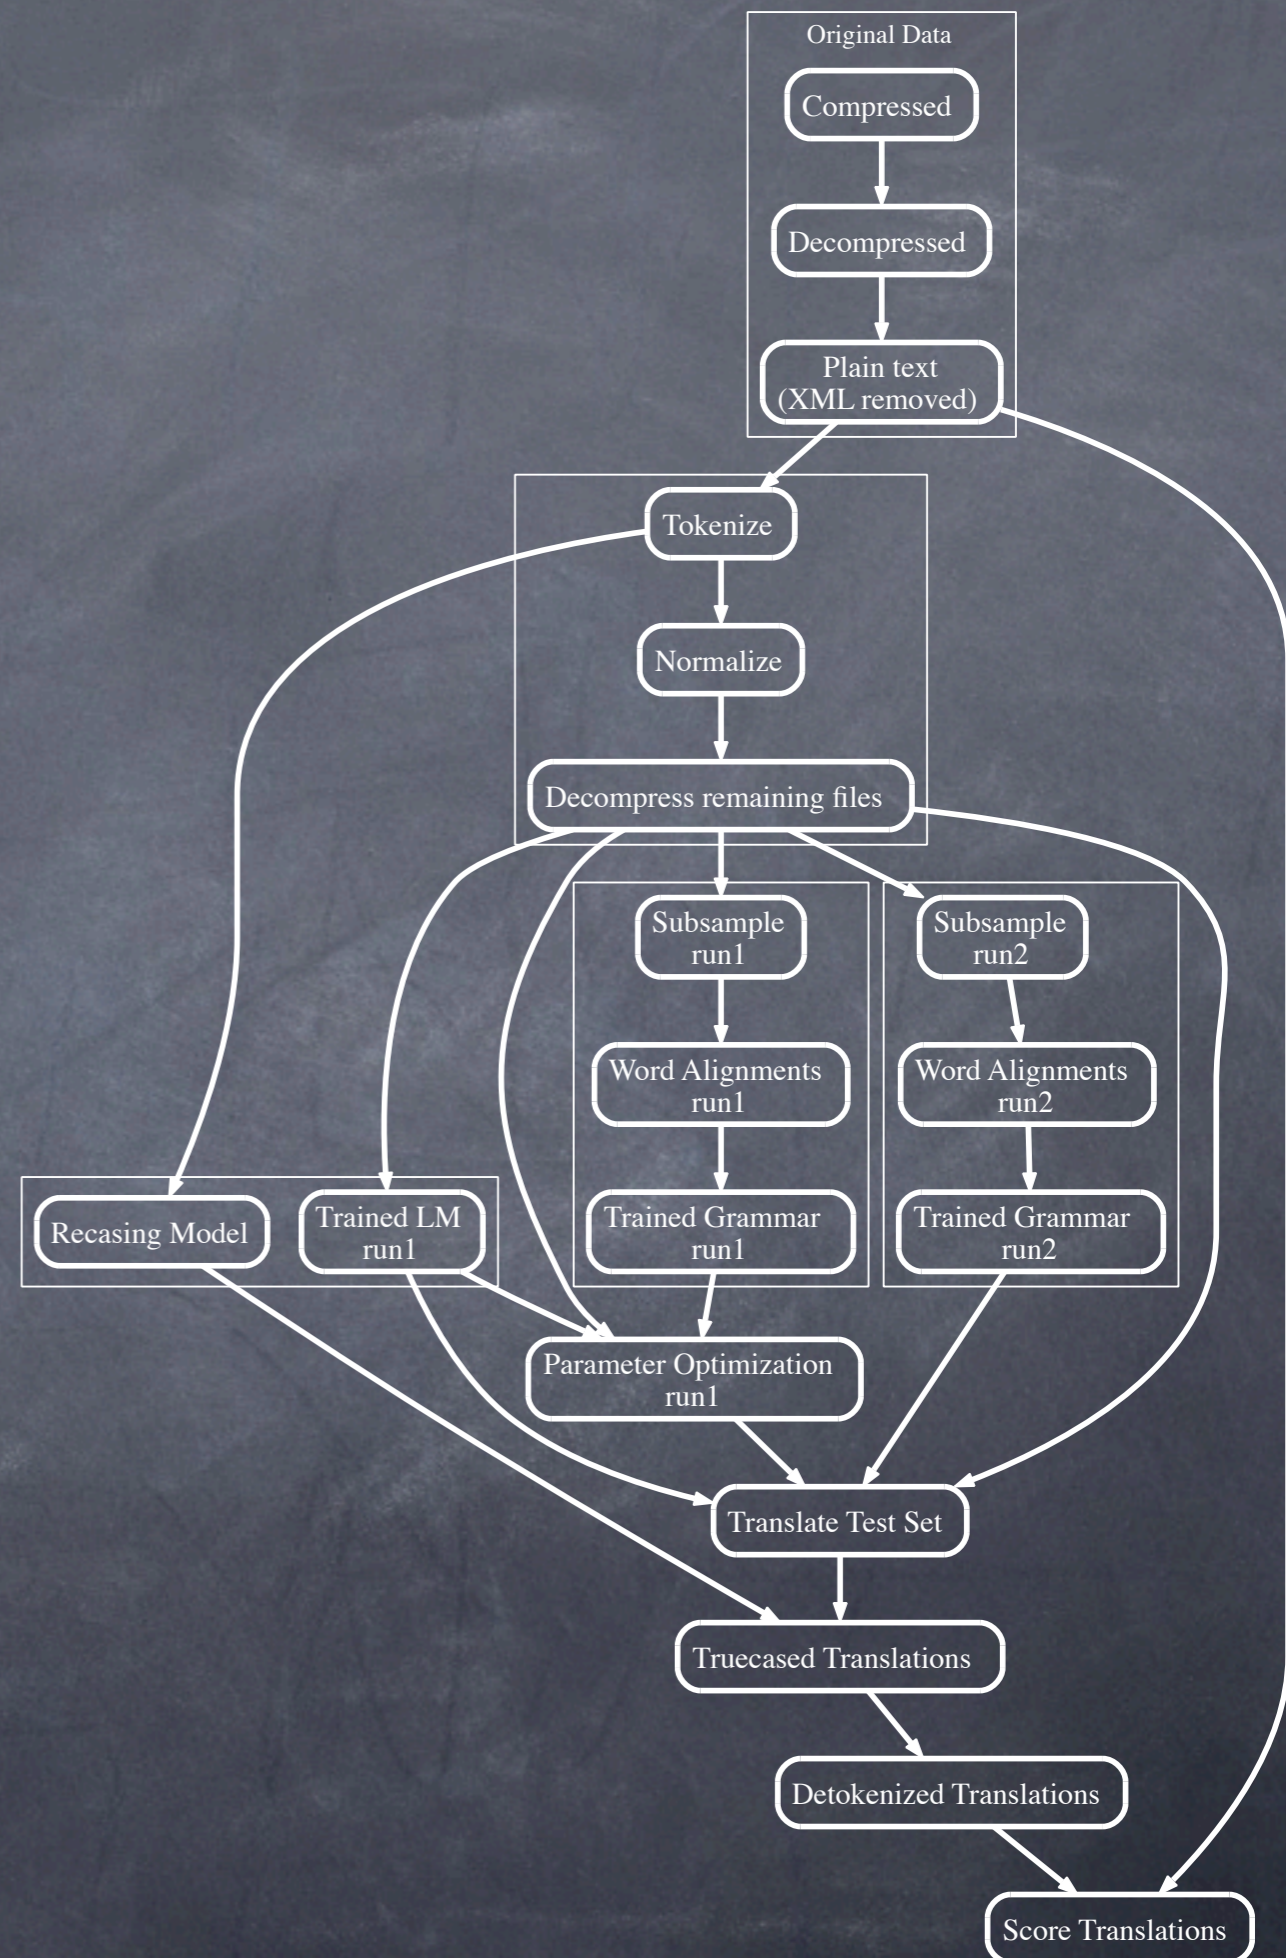 Original Data
Compressed
Decompressed
Plain text
(XML removed)
Tokenize
Normalize
Decompress remaining files
Subsample
run1
Subsample
run2
Word Alignments
run1
Word Alignments
run2
Recasing Model
Trained LM
run1
Trained Grammar
run1
Trained Grammar
run2
Parameter Optimization
run1
Translate Test Set
Truecased Translations
Detokenized Translations
Score Translations